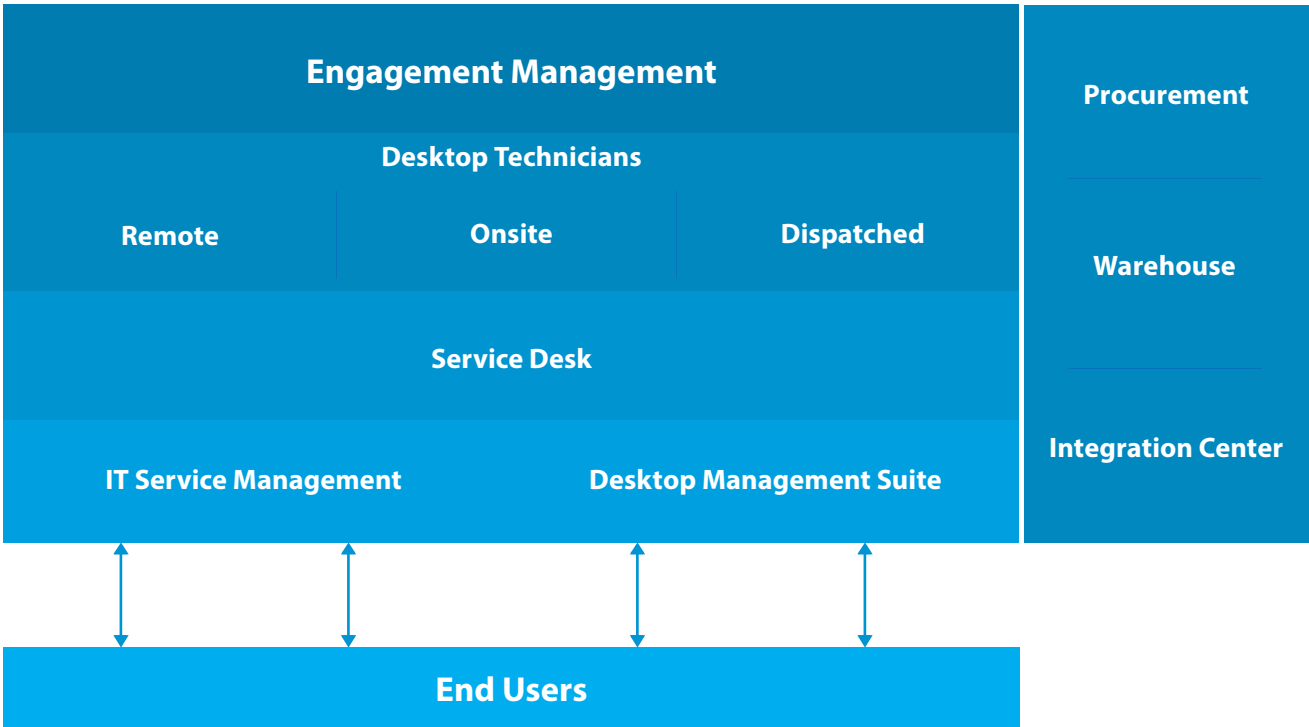 Engagement Management
Desktop Technicians
Remote
Onsite
Dispatched
Service Desk
IT Service Management
Desktop Management Suite
End Users
Procurement
Warehouse
Integration Center